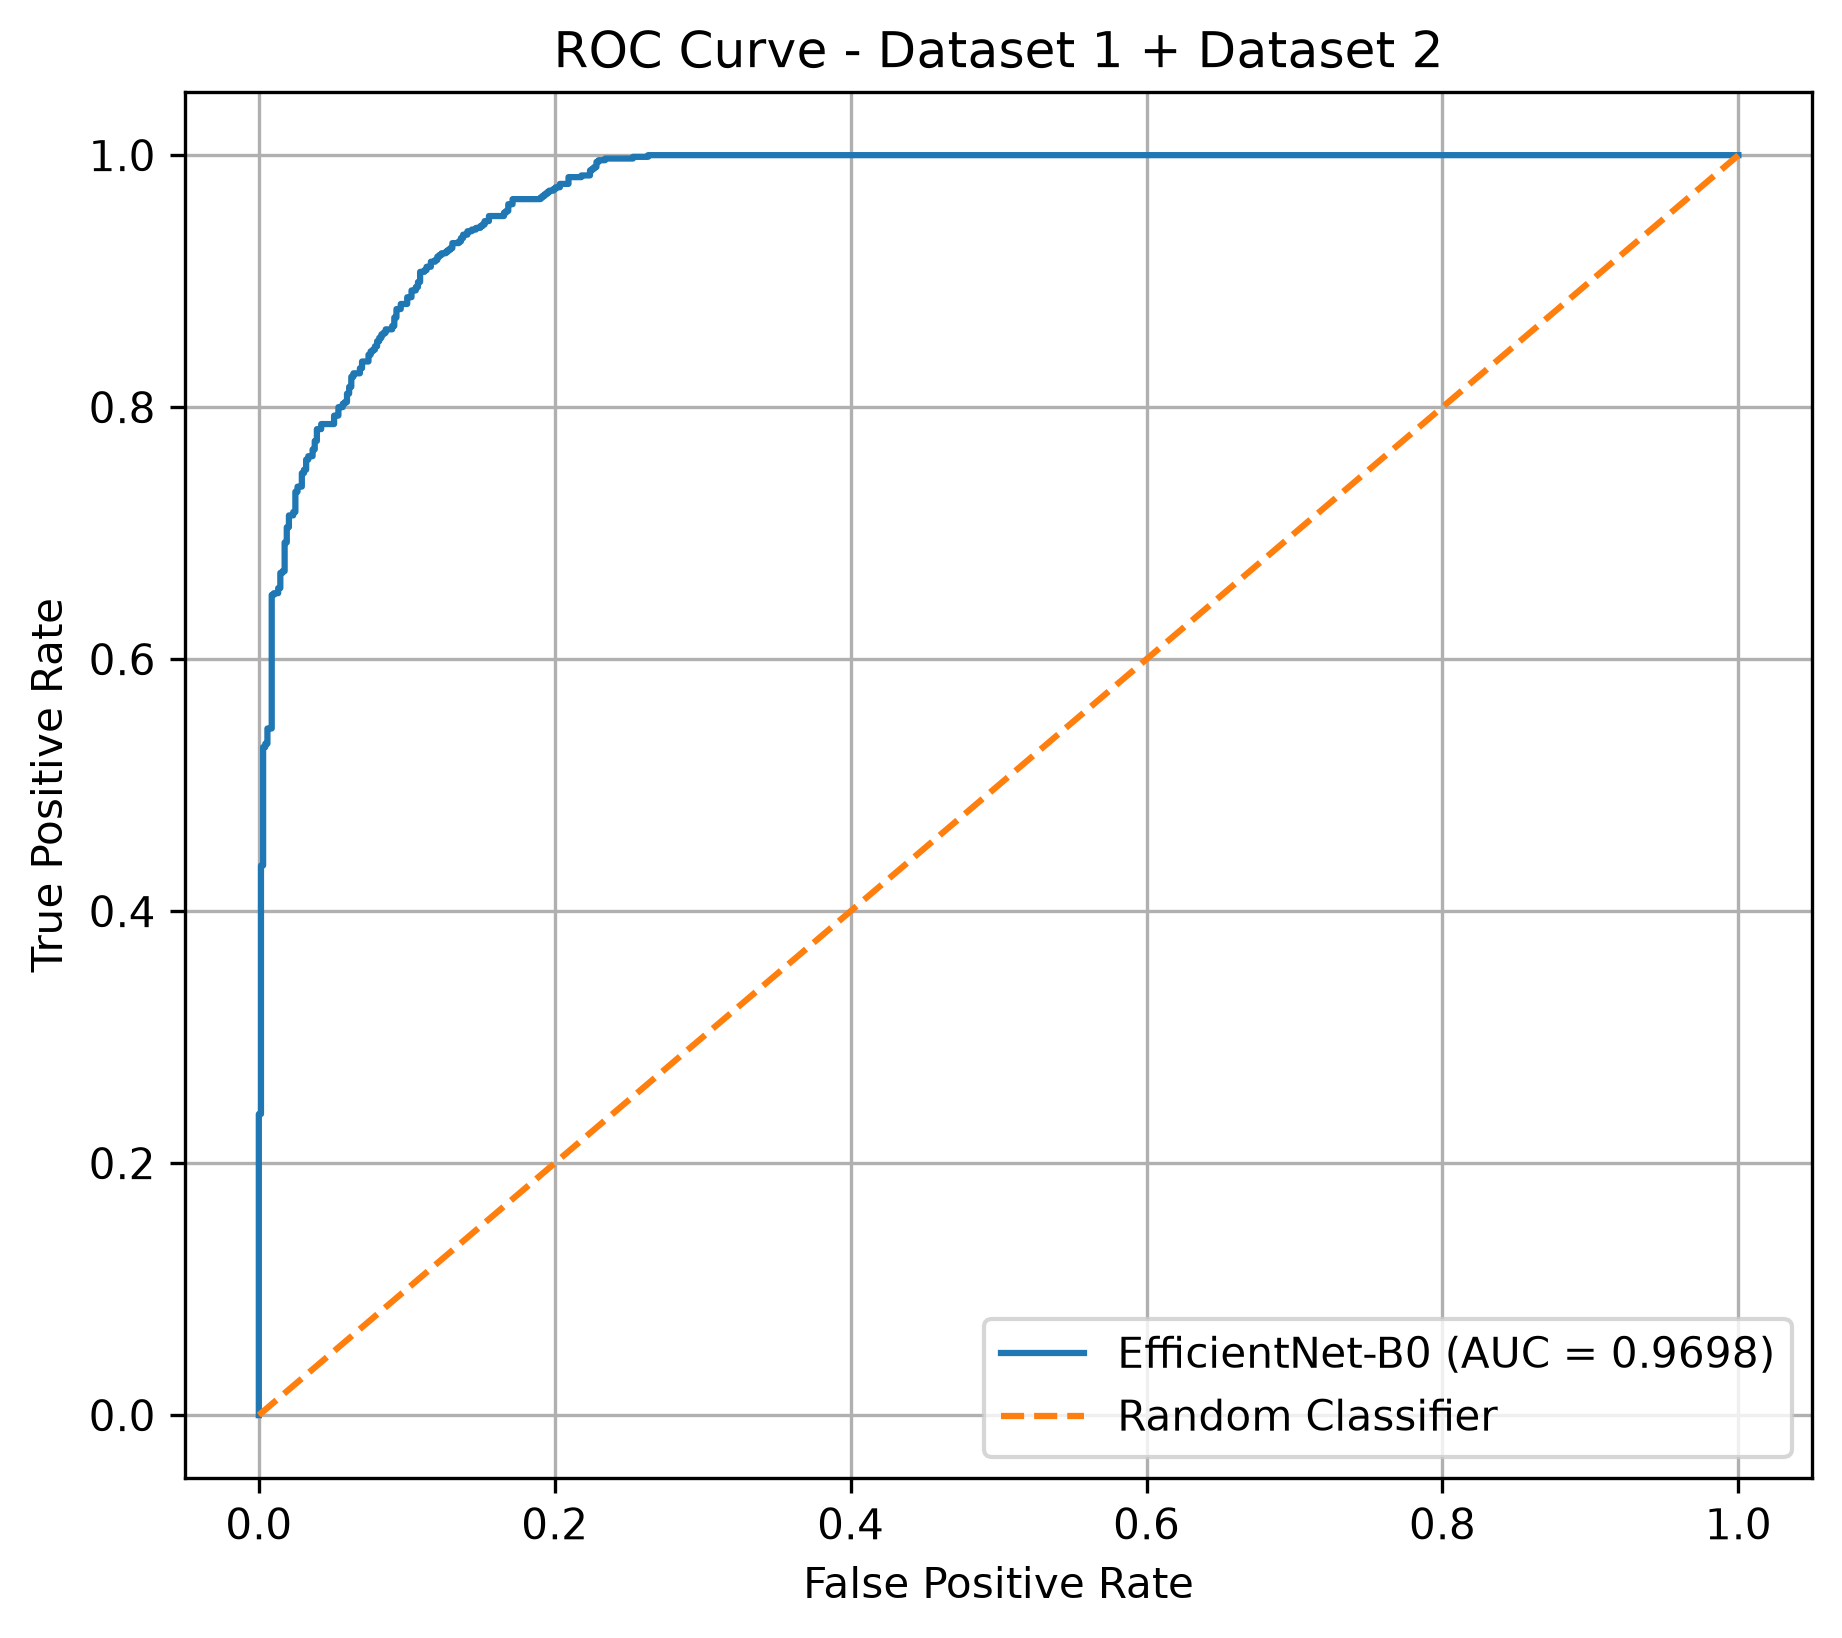 ROC Curve - Dataset 1 + Dataset 2
True Positive Rate
1.0
0.8
0.6
0.4
0.2
0.0
EfficientNet-B0 (AUC = 0.9698)
Random Classifier
0.0 0.2 0.4 0.6 0.8 1.0
False Positive Rate